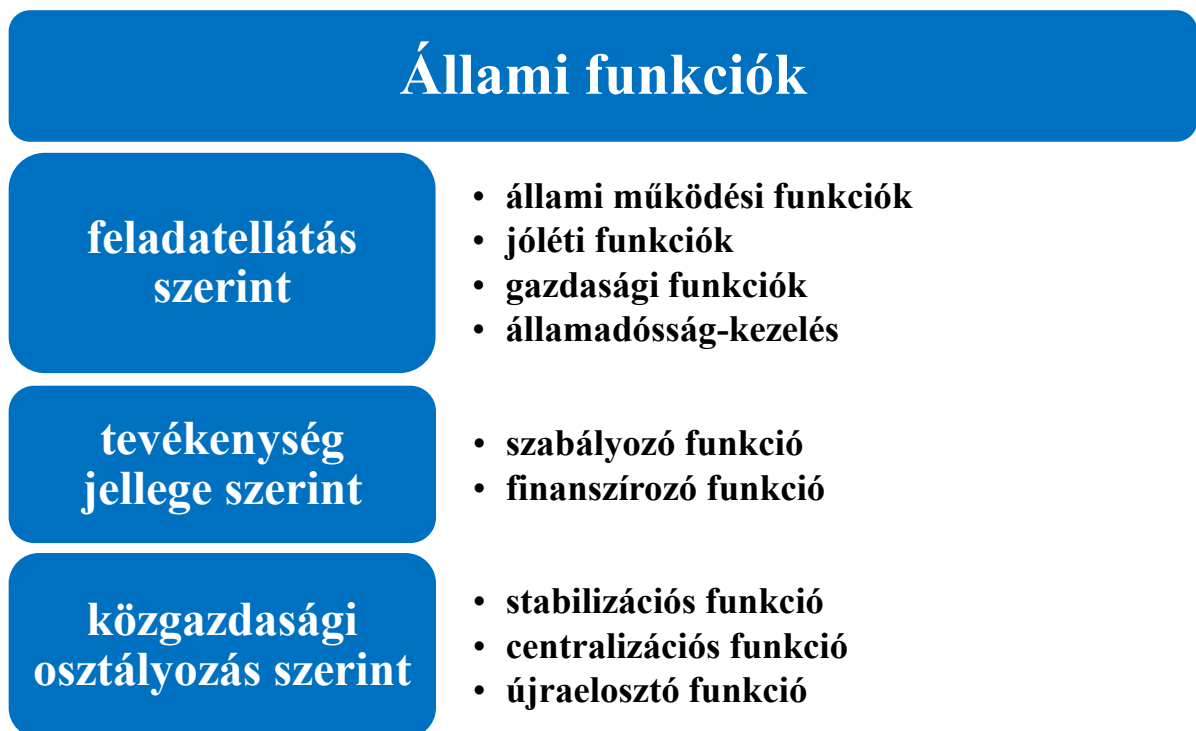 Állami funkciók
feladatellátás
szerint
• állami működési funkciók
• jóléti funkciók
• gazdasági funkciók
• államadósság-kezelés
tevékenység
jellege szerint
• szabályozó funkció
• finanszírozó funkció
közgazdasági
osztályozás szerint
• stabilizációs funkció
• centralizációs funkció
• újraelosztó funkció